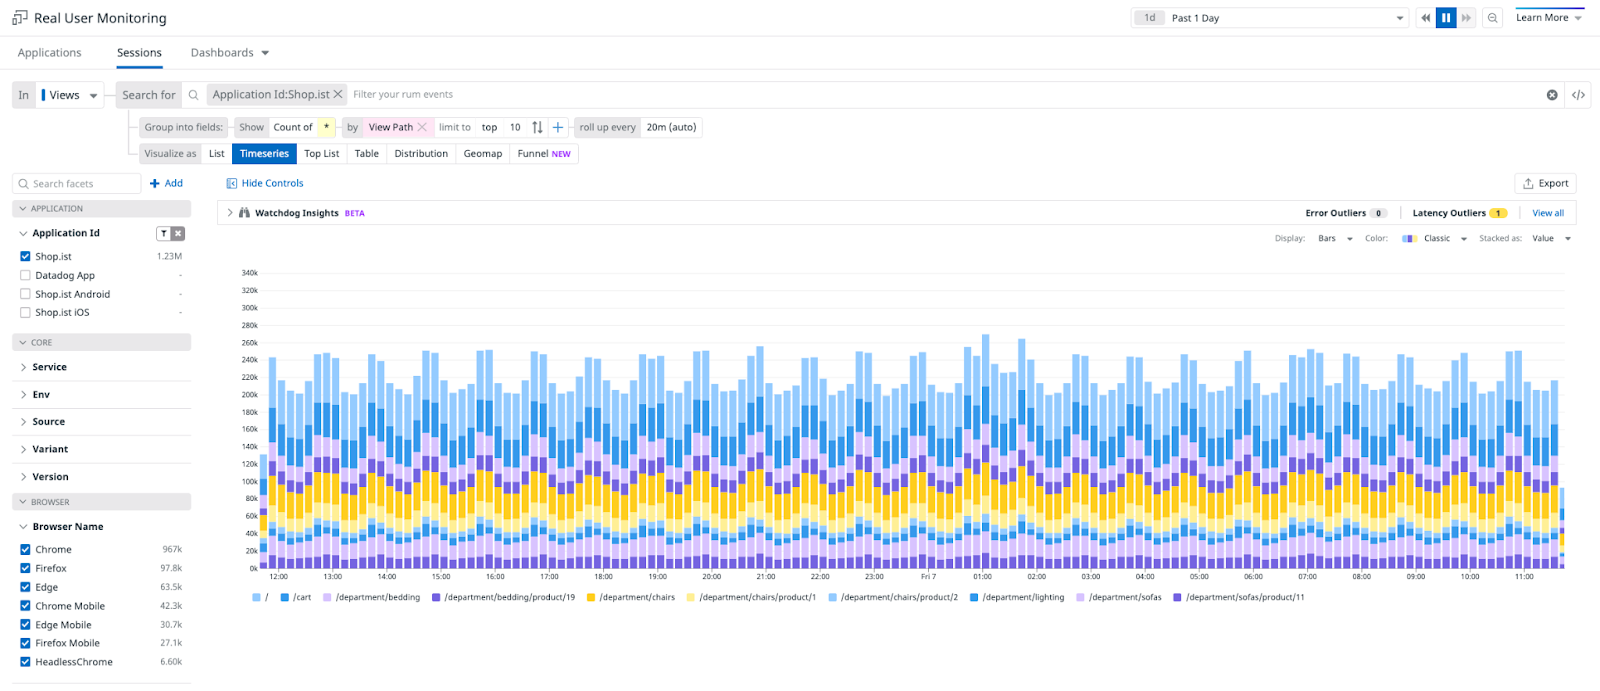 Real User Monitoring
1d Past 1 Day
Learn More
Applications Sessions Dashboards
In Views Search for Application Id:Shop.ist Filter your rum events </>
Group into fields: Show Count of * by View Path limit to top 10 roll up every 20m (auto)
Visualize as List Timeseries Top List Table Distribution Geomap Funnel NEW
Search facets Add Hide Controls Export
APPLICATION
Watchdog Insights BETA Error Outliers 0 Latency Outliers 1 View all
Application Id
Display: Bars Color: Classic Stacked as: Value
Shop.ist 1.23M
Datadog App -
Shop.ist Android -
Shop.ist iOS -
CORE
Service
Env
Source
Variant
Version
BROWSER
Browser Name
Chrome 967k
Firefox 97.8k
Edge 63.5k
Chrome Mobile 42.3k
Edge Mobile 30.7k
Firefox Mobile 27.1k
HeadlessChrome 6.60k
340k
320k
300k
280k
260k
240k
220k
200k
180k
160k
140k
120k
100k
80k
60k
40k
20k
0k
12:00 13:00 14:00 15:00 16:00 17:00 18:00 19:00 20:00 21:00 22:00 23:00 Fri 7 01:00 02:00 03:00 04:00 05:00 06:00 07:00 08:00 09:00 10:00 11:00
/ /cart /department/bedding /department/bedding/product/19 /department/chairs /department/chairs/product/1 /department/chairs/product/2 /department/lighting /department/sofas /department/sofas/product/11